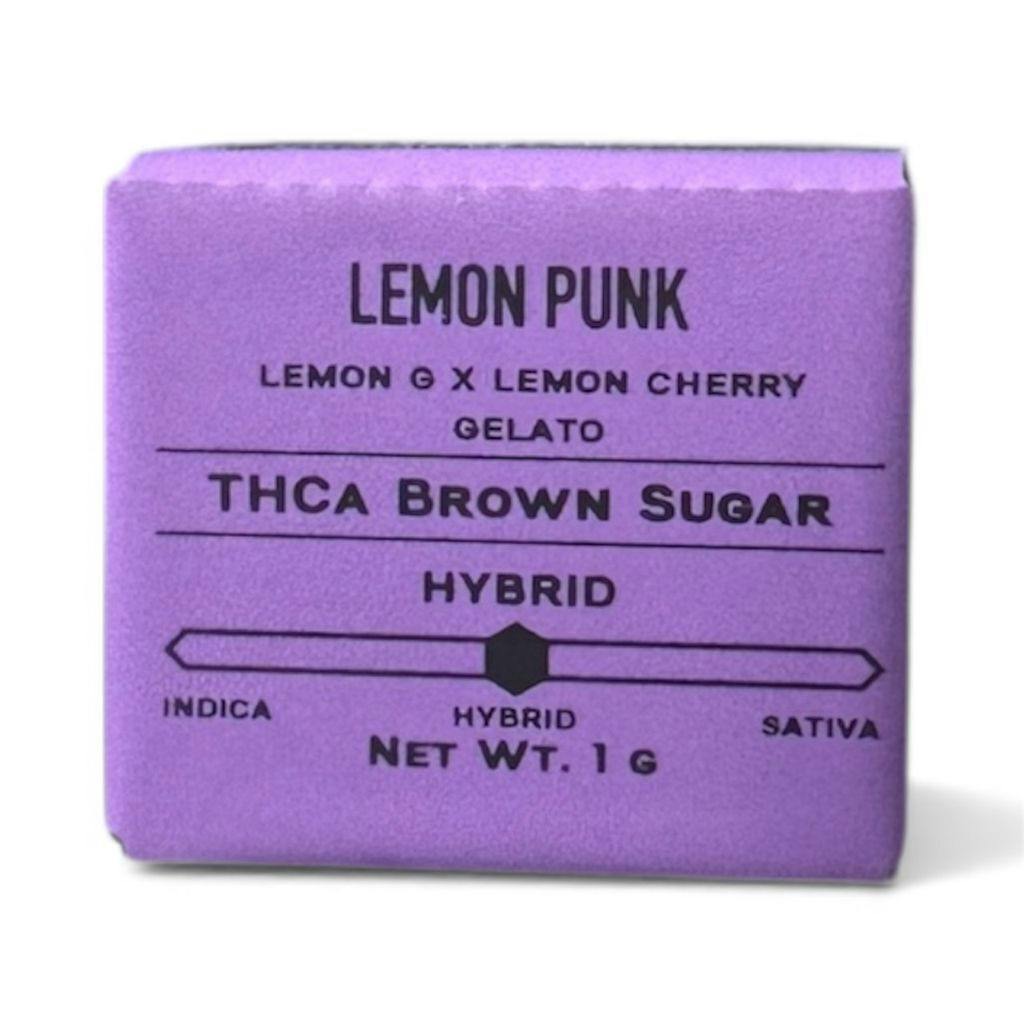 LEMON PUNK
LEMON G X LEMON CHERRY
GELATO
THCA BROWN SUGAR
HYBRID
INDICA HYBRID SATIVA
NET WT. 1 G